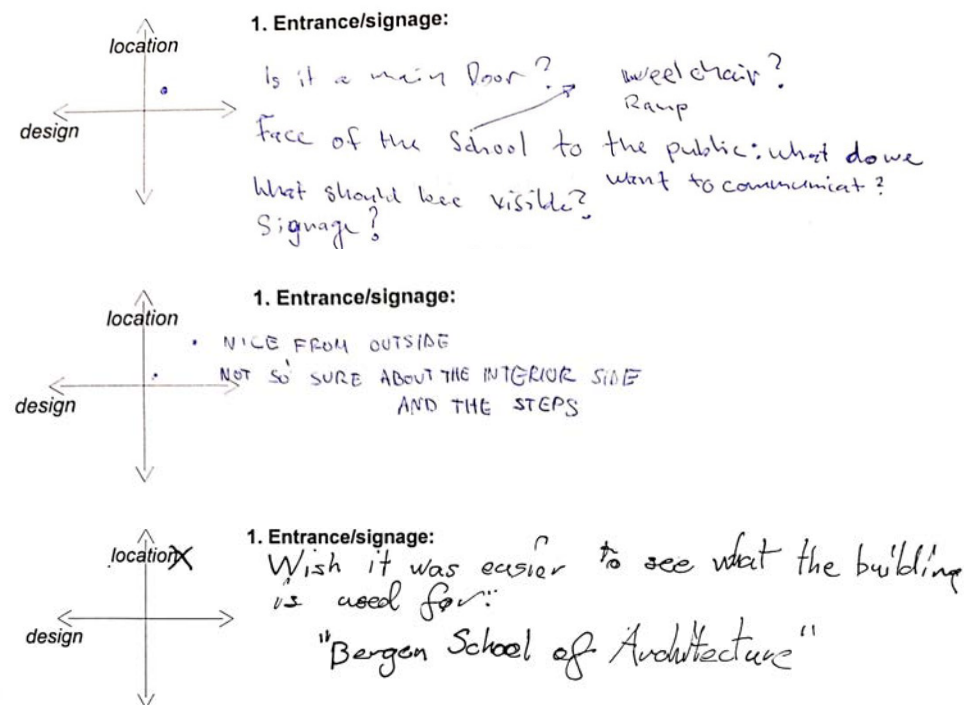 1. Entrance/signage:
location
design
Is it a main Door? weelchair?
Ramp
Face of the School to the public: what do we
want to communicat?
What should bee visible?
Signage?
1. Entrance/signage:
location
design
• NICE FROM OUTSIDE
NOT SO SURE ABOUT THE INTERIOR SIDE
AND THE STEPS
1. Entrance/signage:
location
design
Wish it was easier to see what the building
is used for:
"Bergen School of Architecture"